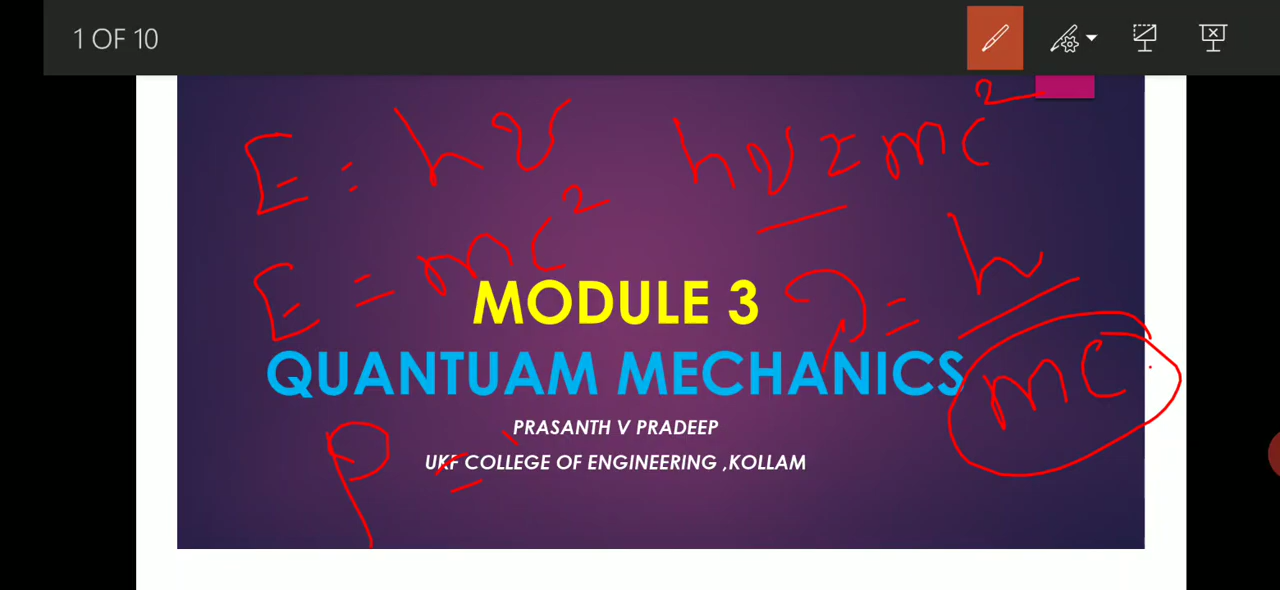 1 OF 10
E = hν
hν = mc²
E = mc²
λ = h / mc
MODULE 3
QUANTUAM MECHANICS
PRASANTH V PRADEEP
UKF COLLEGE OF ENGINEERING ,KOLLAM
p =